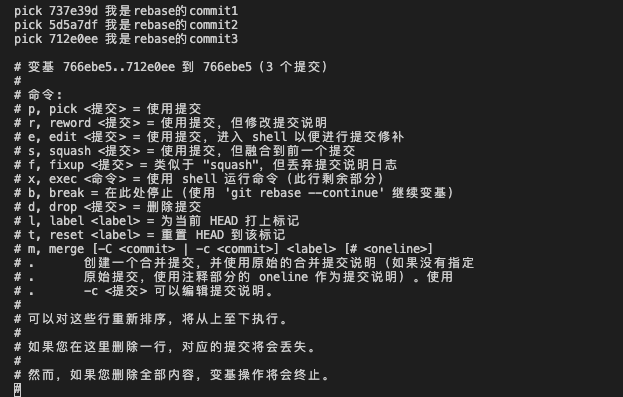 pick 737e39d 我是rebase的commit1
pick 5d5a7df 我是rebase的commit2
pick 712e0ee 我是rebase的commit3
# 变基 766ebe5..712e0ee 到 766ebe5 (3 个提交)
#
# 命令:
# p, pick <提交> = 使用提交
# r, reword <提交> = 使用提交，但修改提交说明
# e, edit <提交> = 使用提交，进入 shell 以便进行提交修补
# s, squash <提交> = 使用提交，但融合到前一个提交
# f, fixup <提交> = 类似于 "squash"，但丢弃提交说明日志
# x, exec <命令> = 使用 shell 运行命令（此行剩余部分）
# b, break = 在此处停止（使用 'git rebase --continue' 继续变基）
# d, drop <提交> = 删除提交
# l, label <label> = 为当前 HEAD 打上标记
# t, reset <label> = 重置 HEAD 到该标记
# m, merge [-C <commit> | -c <commit>] <label> [# <oneline>]
# .       创建一个合并提交，并使用原始的合并提交说明（如果没有指定
# .       原始提交，使用注释部分的 oneline 作为提交说明）。使用
# .       -c <提交> 可以编辑提交说明。
#
# 可以对这些行重新排序，将从上至下执行。
#
# 如果您在这里删除一行，对应的提交将会丢失。
#
# 然而，如果您删除全部内容，变基操作将会终止。
#